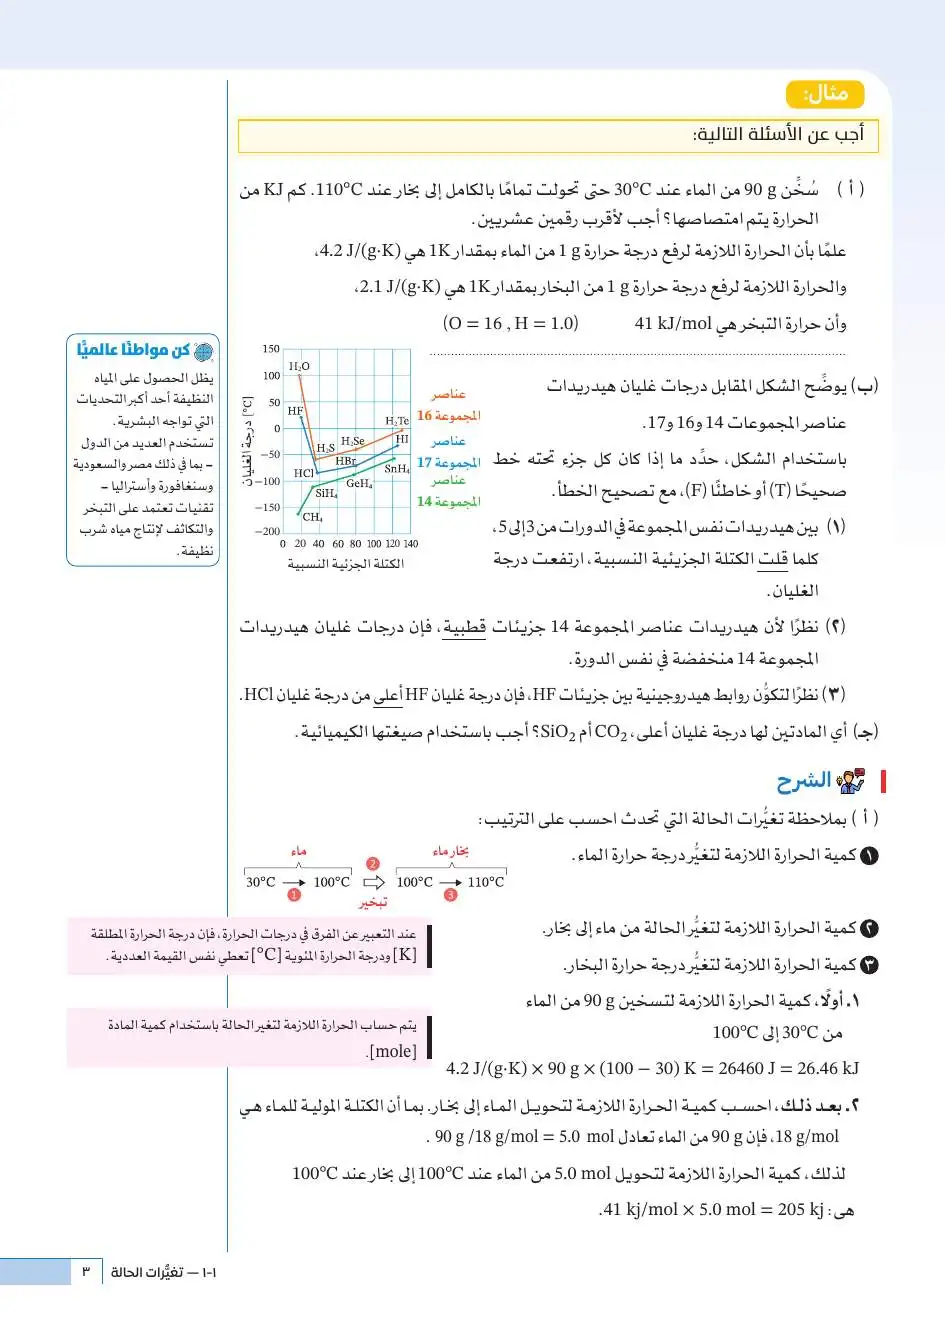 مثال:
أجب عن الأسئلة التالية:
( أ ) سُخِّن 90 g من الماء عند 30°C حتى تحولت تمامًا بالكامل إلى بخار عند 110°C. كم KJ من
الحرارة يتم امتصاصها؟ أجب لأقرب رقمين عشريين.
علمًا بأن الحرارة اللازمة لرفع درجة حرارة 1 g من الماء بمقدار 1K هي 4.2 J/(g·K)،
والحرارة اللازمة لرفع درجة حرارة 1 g من البخار بمقدار 1K هي 2.1 J/(g·K)،
وأن حرارة التبخر هي 41 kJ/mol (O = 16 , H = 1.0)
(ب) يوضِّح الشكل المقابل درجات غليان هيدريدات
عناصر المجموعات 14 و16 و17.
باستخدام الشكل، حدِّد ما إذا كان كل جزء تحته خط
صحيحًا (T) أو خاطئًا (F)، مع تصحيح الخطأ.
(١) بين هيدريدات نفس المجموعة في الدورات من 3 إلى 5،
كلما قلت الكتلة الجزيئية النسبية، ارتفعت درجة
الغليان.
150
100
50
0
−50
−100
−150
−200
0 20 40 60 80 100 120 140
درجة الغليان [°C]
الكتلة الجزئية النسبية
H₂O
HF
H₂S
H₂Se
H₂Te
HCl
HBr
HI
SiH₄
GeH₄
SnH₄
CH₄
عناصر
المجموعة 16
عناصر
المجموعة 17
عناصر
المجموعة 14
(٢) نظرًا لأن هيدريدات عناصر المجموعة 14 جزيئات قطبية، فإن درجات غليان هيدريدات
المجموعة 14 منخفضة في نفس الدورة.
(٣) نظرًا لتكوُّن روابط هيدروجينية بين جزيئات HF، فإن درجة غليان HF أعلى من درجة غليان HCl.
(جـ) أي المادتين لها درجة غليان أعلى، CO₂ أم SiO₂؟ أجب باستخدام صيغتها الكيميائية.
كن مواطنًا عالميًّا
يظل الحصول على المياه
النظيفة أحد أكبر التحديات
التي تواجه البشرية.
تستخدم العديد من الدول
– بما في ذلك مصر والسعودية
وسنغافورة وأستراليا –
تقنيات تعتمد على التبخر
والتكاثف لإنتاج مياه شرب
نظيفة.
الشرح
( أ ) بملاحظة تغيُّرات الحالة التي تحدث احسب على الترتيب:
١ كمية الحرارة اللازمة لتغيُّر درجة حرارة الماء.
ماء
بخار ماء
30°C → 100°C ⇨ 100°C → 110°C
1
2
3
تبخير
٢ كمية الحرارة اللازمة لتغيُّر الحالة من ماء إلى بخار.
٣ كمية الحرارة اللازمة لتغيُّر درجة حرارة البخار.
عند التعبير عن الفرق في درجات الحرارة، فإن درجة الحرارة المطلقة
[K] ودرجة الحرارة المئوية [°C] تعطي نفس القيمة العددية.
١. أولًا، كمية الحرارة اللازمة لتسخين 90 g من الماء
من 30°C إلى 100°C
يتم حساب الحرارة اللازمة لتغير الحالة باستخدام كمية المادة
[mole].
4.2 J/(g·K) × 90 g × (100 − 30) K = 26460 J = 26.46 kJ
٢. بعد ذلك، احسب كمية الحرارة اللازمة لتحويل الماء إلى بخار. بما أن الكتلة المولية للماء هي
18 g/mol، فإن 90 g من الماء تعادل 90 g /18 g/mol = 5.0 mol .
لذلك، كمية الحرارة اللازمة لتحويل 5.0 mol من الماء عند 100°C إلى بخار عند 100°C
هى: 41 kj/mol × 5.0 mol = 205 kj.
١-١ — تغيُّرات الحالة ٣